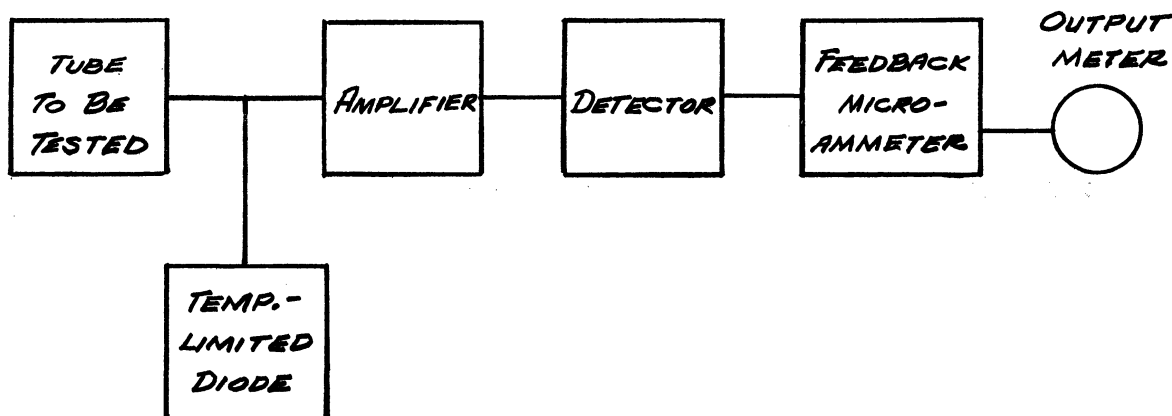 TUBE
TO BE
TESTED
AMPLIFIER
DETECTOR
FEEDBACK
MICRO-
AMMETER
OUTPUT
METER
TEMP.-
LIMITED
DIODE